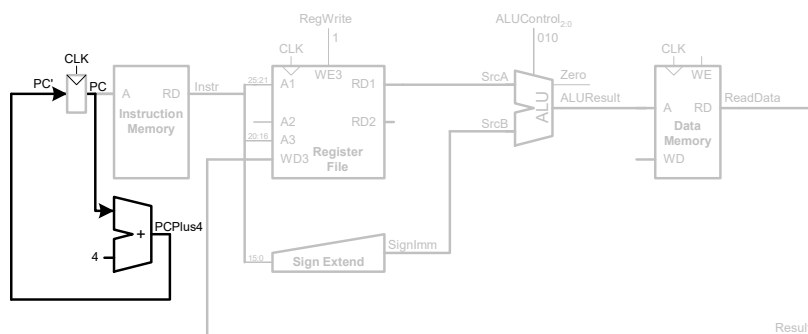 RegWrite
ALUControl2:0
CLK
CLK
1
010
CLK
PC'
PC
A
RD
Instr
Instruction
Memory
25:21
A1
WE3
RD1
A2
RD2
20:16
A3
WD3
Register
File
SrcA
SrcB
ALU
Zero
ALUResult
WE
A
RD
ReadData
Data
Memory
WD
+
PCPlus4
4
SignImm
15:0
Sign Extend
Resul